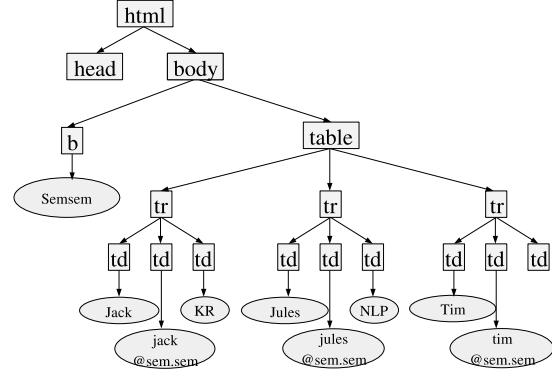 html
head
body
b
table
Semsem
tr
tr
tr
td
td
td
td
td
td
td
td
td
Jack
KR
Jules
NLP
Tim
jack
@sem.sem
jules
@sem.sem
tim
@sem.sem